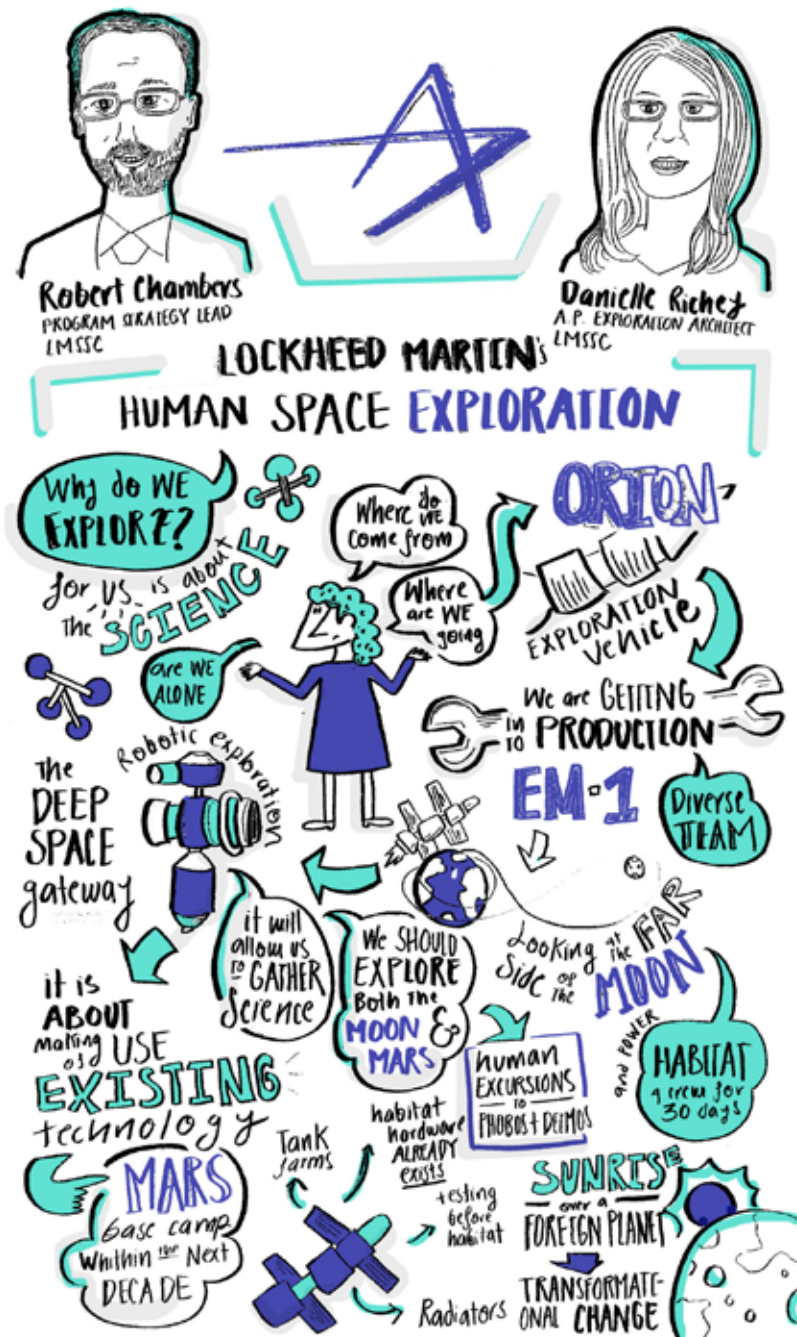 Robert Chambers
PROGRAM STRATEGY LEAD
LMSSC
Danielle Richey
A.P. EXPLORATION ARCHITECT
LMSSC
LOCKHEED MARTIN's
HUMAN SPACE EXPLORATION
Why do WE
EXPLORE?
for US is about
The SCIENCE
Where do
WE
come from
Where
are WE
going
are WE
ALONE
ORION
EXPLORATION
Vehicle
We are GETTING
IN
TO PRODUCTION
EM-1
Diverse
TEAM
Robotic exploration
The
DEEP
SPACE
gateway
it will
allow us
to GATHER
Science
We SHOULD
EXPLORE
Both The
MOON &
MARS
Looking at the FAR
Side of the MOON
and POWER
HABITAT
a crew for
30 days
it is
ABOUT
making USE
of
EXISTING
technology
human
EXCURSIONS
TO
PHOBOS + DEIMOS
MARS
base camp
Whithin the Next
DECADE
Tank
farms
habitat
hardware
ALREADY
exists
testing
before
habitat
Radiators
SUNRISE
over a
FOREIGN PLANET
TRANSFORMATE-
ONAL CHANGE